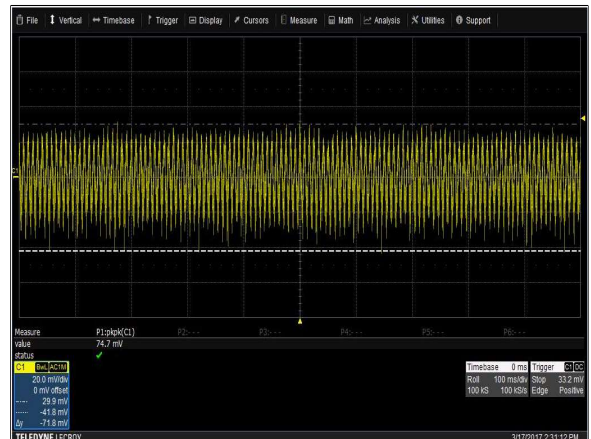 File Vertical Timebase Trigger Display Cursors Measure Math Analysis Utilities Support
C1
Measure P1:pkpk(C1) P2:--- P3:--- P4:--- P5:--- P6:---
value 74.7 mV
status
C1 BwL AC1M
20.0 mV/div
0 mV offset
29.9 mV
-41.8 mV
Δy -71.8 mV
Timebase 0 ms
Roll 100 ms/div
100 kS 100 kS/s
Trigger C1 DC
Stop 33.2 mV
Edge Positive
TELEDYNE LECROY 3/17/2017 2:31:12 PM